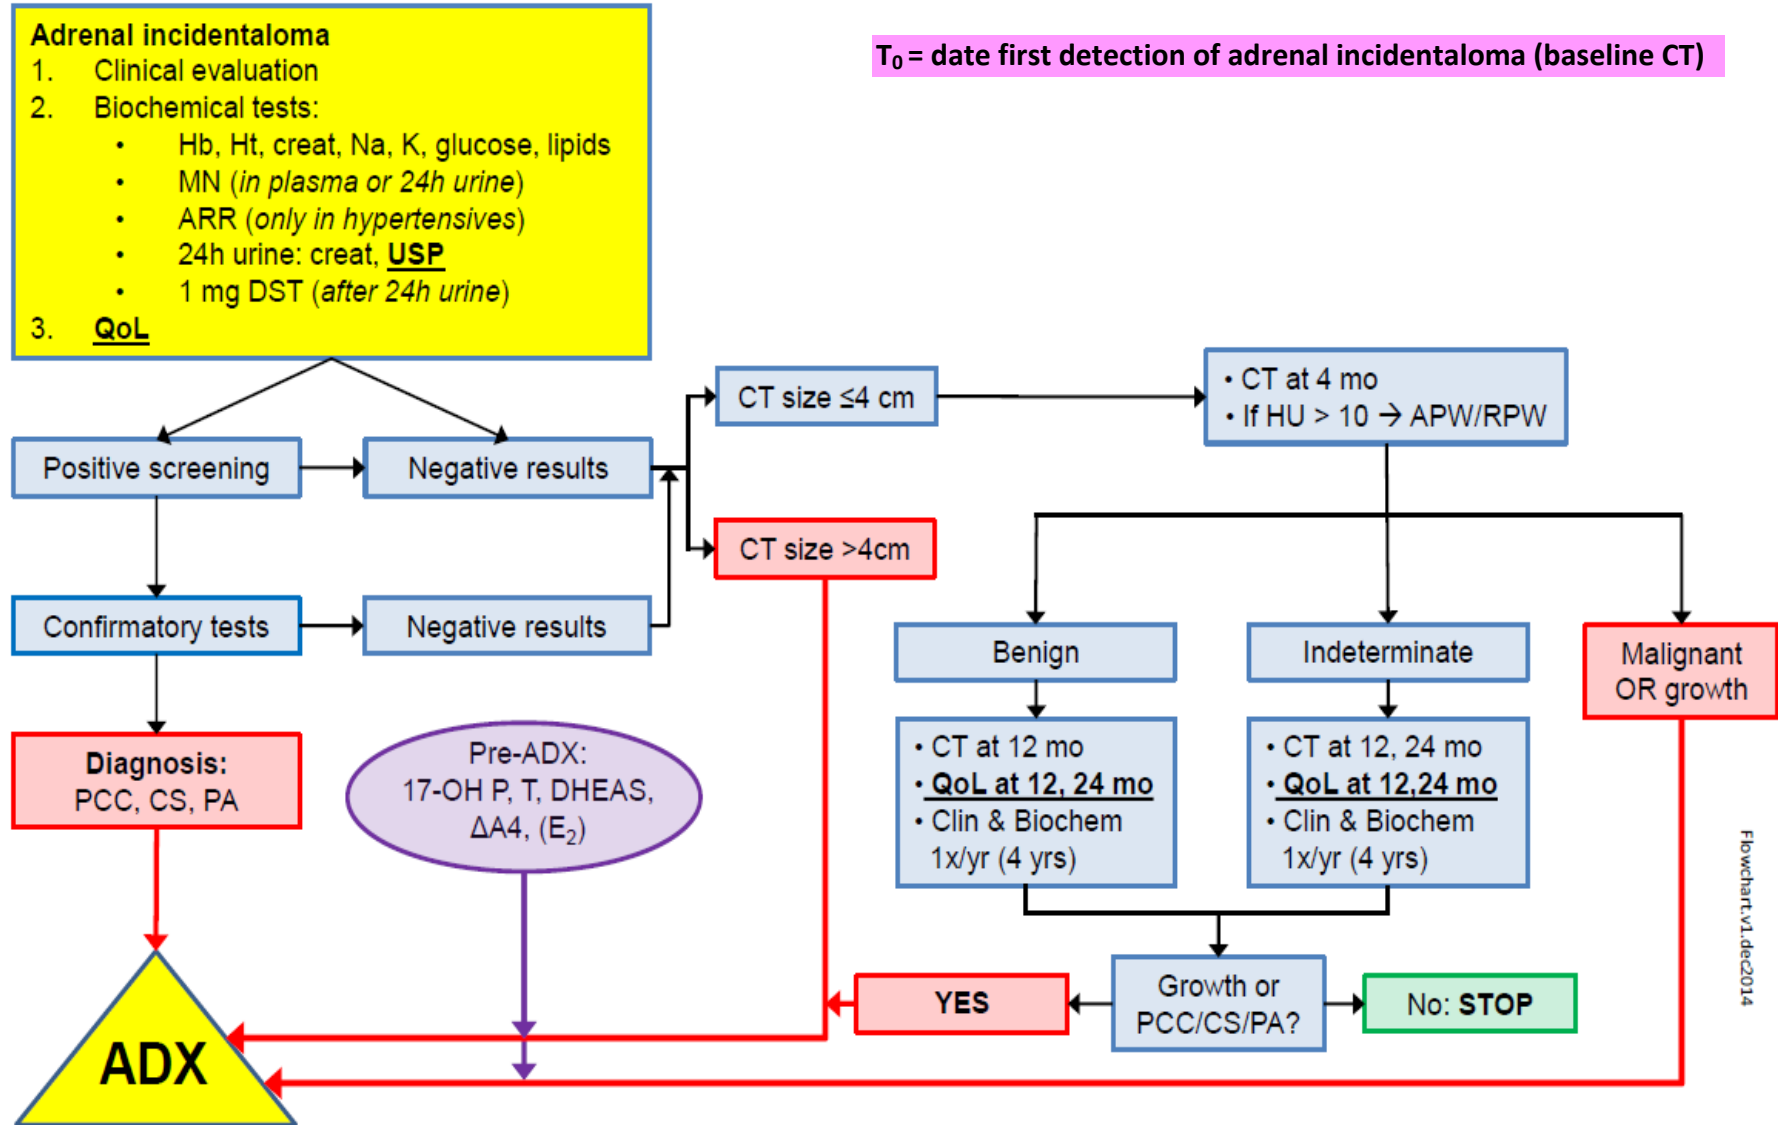 Adrenal incidentaloma
1. Clinical evaluation
2. Biochemical tests:
• Hb, Ht, creat, Na, K, glucose, lipids
• MN (in plasma or 24h urine)
• ARR (only in hypertensives)
• 24h urine: creat, USP
• 1 mg DST (after 24h urine)
3. QoL
T₀ = date first detection of adrenal incidentaloma (baseline CT)
Positive screening
Negative results
CT size ≤4 cm
• CT at 4 mo
• If HU > 10 → APW/RPW
CT size >4cm
Confirmatory tests
Negative results
Benign
Indeterminate
Malignant
OR growth
Diagnosis:
PCC, CS, PA
Pre-ADX:
17-OH P, T, DHEAS,
ΔA4, (E₂)
• CT at 12 mo
• QoL at 12, 24 mo
• Clin & Biochem
1x/yr (4 yrs)
• CT at 12, 24 mo
• QoL at 12,24 mo
• Clin & Biochem
1x/yr (4 yrs)
YES
Growth or
PCC/CS/PA?
No: STOP
ADX
Flowchart.v1.dec2014